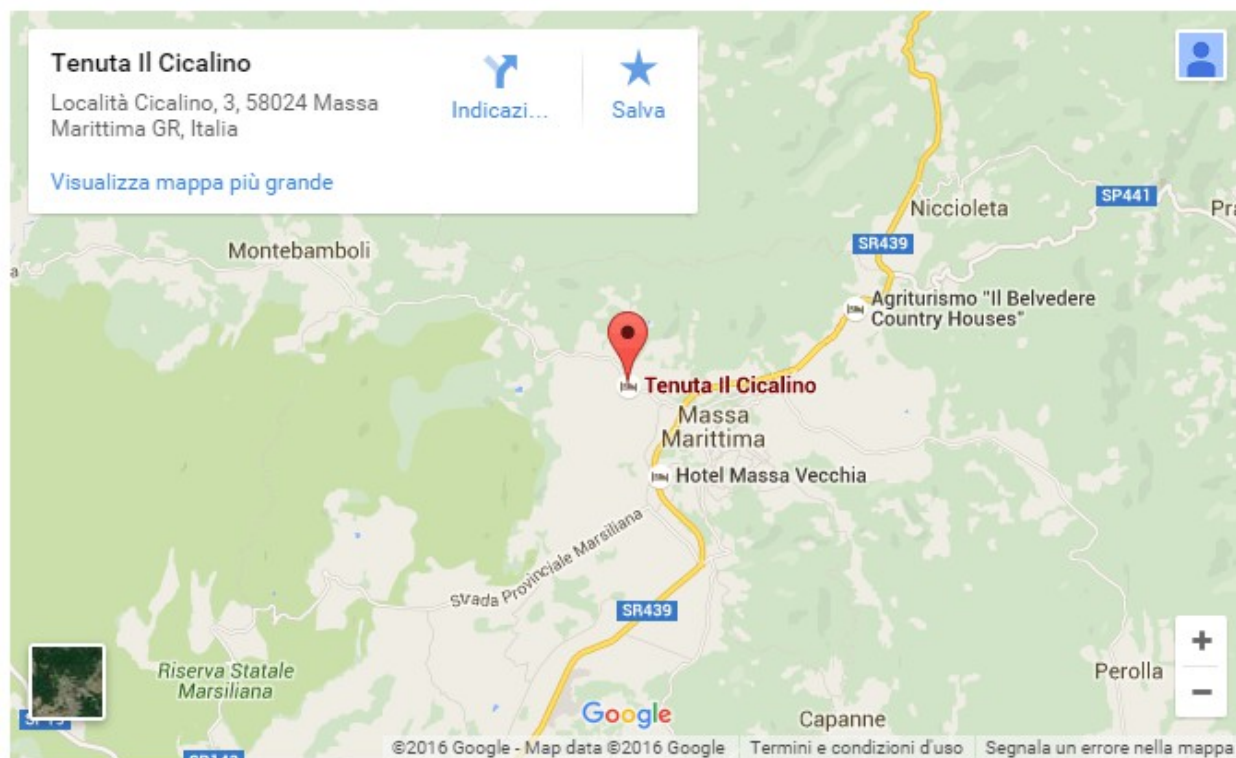 Tenuta Il Cicalino
Località Cicalino, 3, 58024 Massa
Marittima GR, Italia
Indicazi...
Salva
Visualizza mappa più grande
Niccioleta
SP441
Montebamboli
SR439
a
Agriturismo "Il Belvedere
Country Houses"
Tenuta Il Cicalino
Massa
Marittima
Hotel Massa Vecchia
Strada Provinciale Marsiliana
SR439
Riserva Statale
Marsiliana
Perolla
+
−
Google
Capanne
©2016 Google - Map data ©2016 Google
Termini e condizioni d'uso
Segnala un errore nella mappa